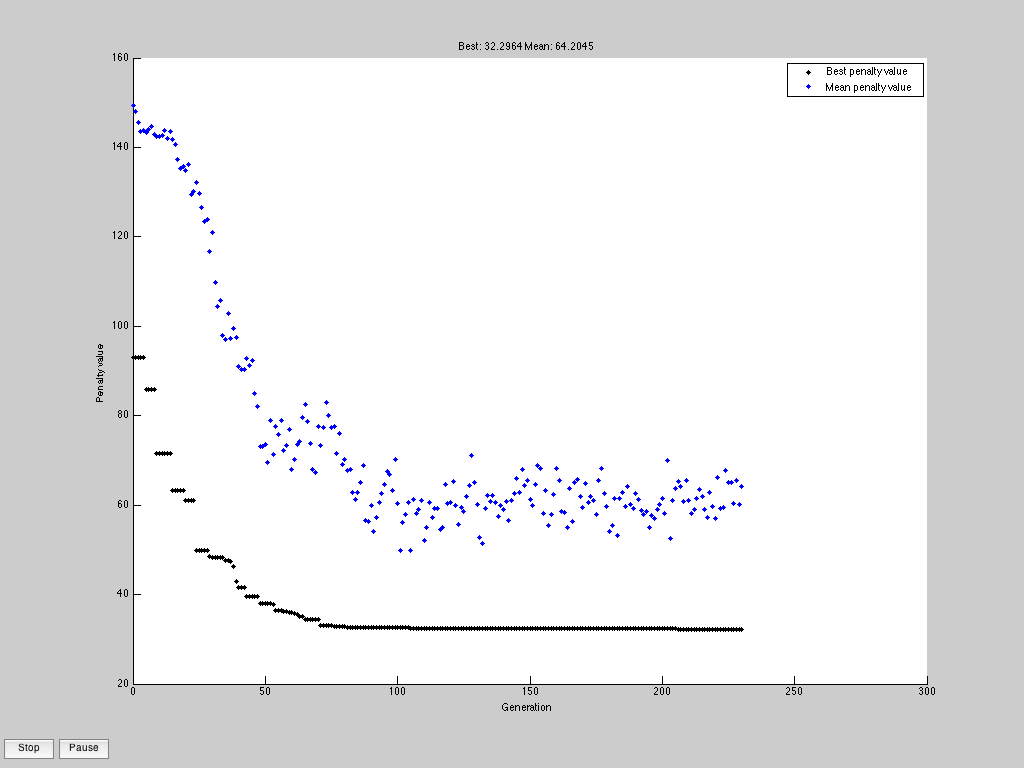 Best: 32.2964 Mean: 64.2045
160
Best penalty value
Mean penalty value
140
120
100
80
60
40
20
Penalty value
0 50 100 150 200 250 300
Generation
Stop Pause